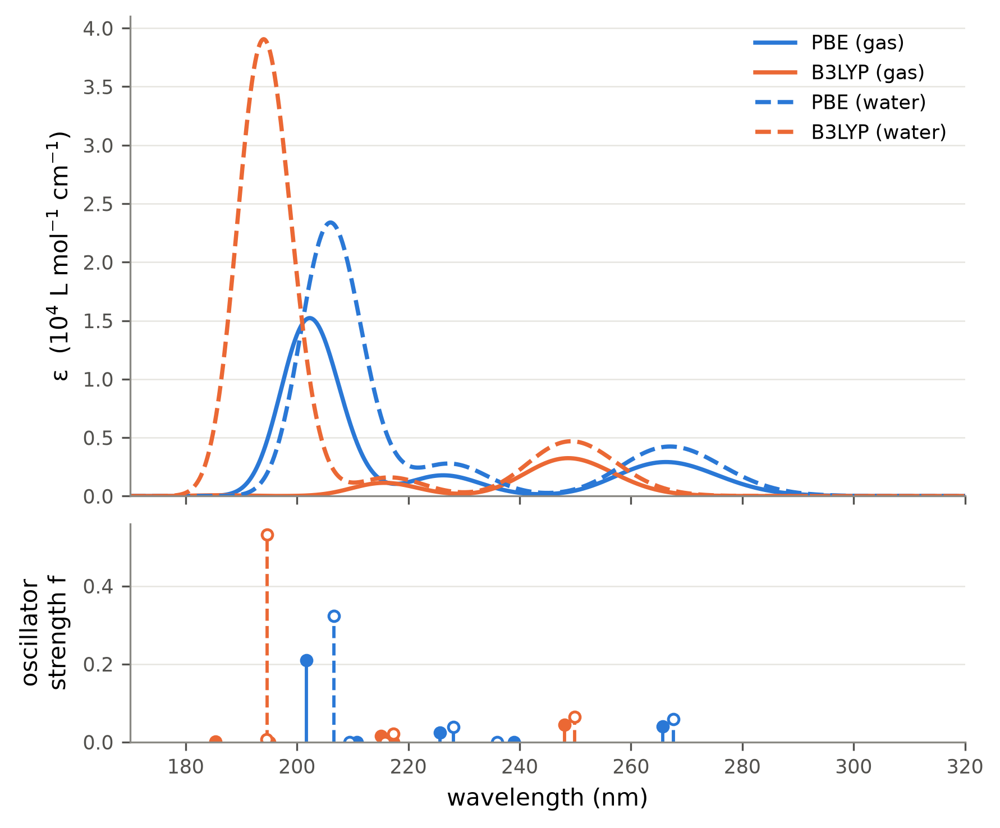 4.0
3.5
3.0
2.5
2.0
1.5
1.0
0.5
0.0
ε (10⁴ L mol⁻¹ cm⁻¹)
PBE (gas)
B3LYP (gas)
PBE (water)
B3LYP (water)
0.4
0.2
0.0
oscillator
strength f
180 200 220 240 260 280 300 320
wavelength (nm)